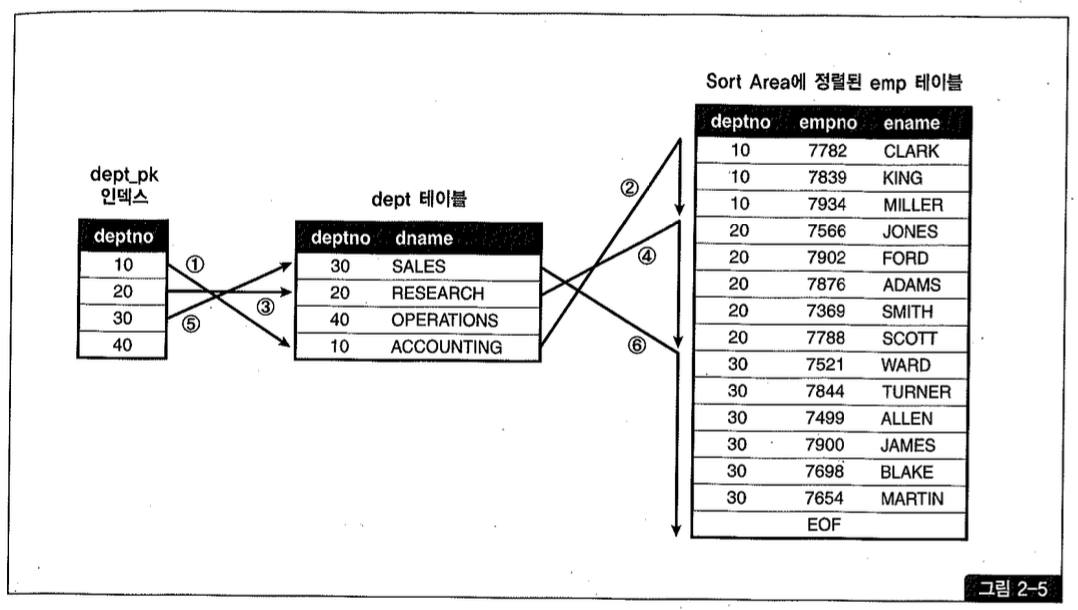 Sort Area에 정렬된 emp 테이블
deptno empno ename
10 7782 CLARK
10 7839 KING
10 7934 MILLER
20 7566 JONES
20 7902 FORD
20 7876 ADAMS
20 7369 SMITH
20 7788 SCOTT
30 7521 WARD
30 7844 TURNER
30 7499 ALLEN
30 7900 JAMES
30 7698 BLAKE
30 7654 MARTIN
EOF
dept_pk
인덱스
deptno
10
20
30
40
dept 테이블
deptno dname
30 SALES
20 RESEARCH
40 OPERATIONS
10 ACCOUNTING
①
②
③
④
⑤
⑥
그림 2-5